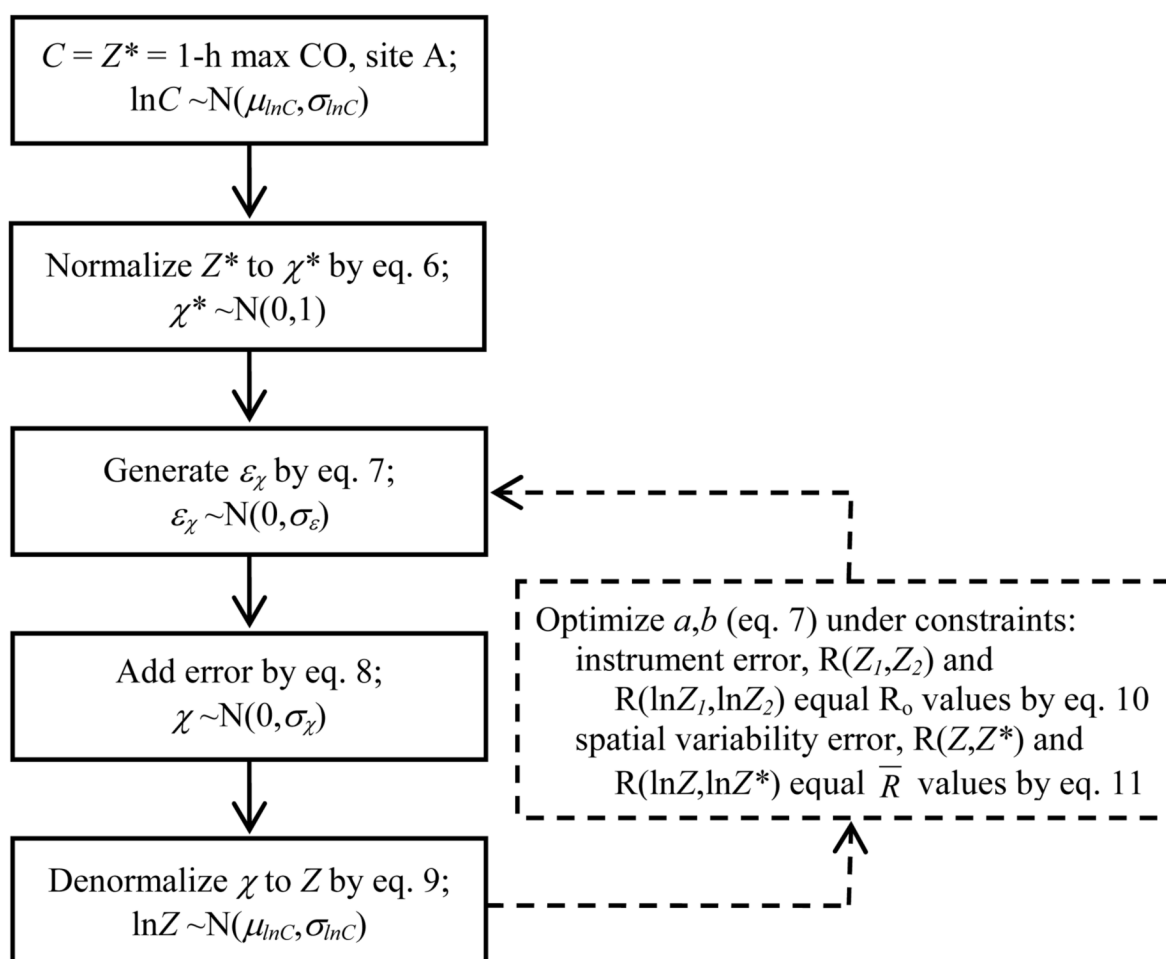 C = Z* = 1-h max CO, site A;
lnC ~N(μlnC,σlnC)
Normalize Z* to χ* by eq. 6;
χ* ~N(0,1)
Generate εχ by eq. 7;
εχ ~N(0,σε)
Add error by eq. 8;
χ ~N(0,σχ)
Denormalize χ to Z by eq. 9;
lnZ ~N(μlnC,σlnC)
Optimize a,b (eq. 7) under constraints:
instrument error, R(Z1,Z2) and
R(lnZ1,lnZ2) equal Ro values by eq. 10
spatial variability error, R(Z,Z*) and
R(lnZ,lnZ*) equal R̅ values by eq. 11